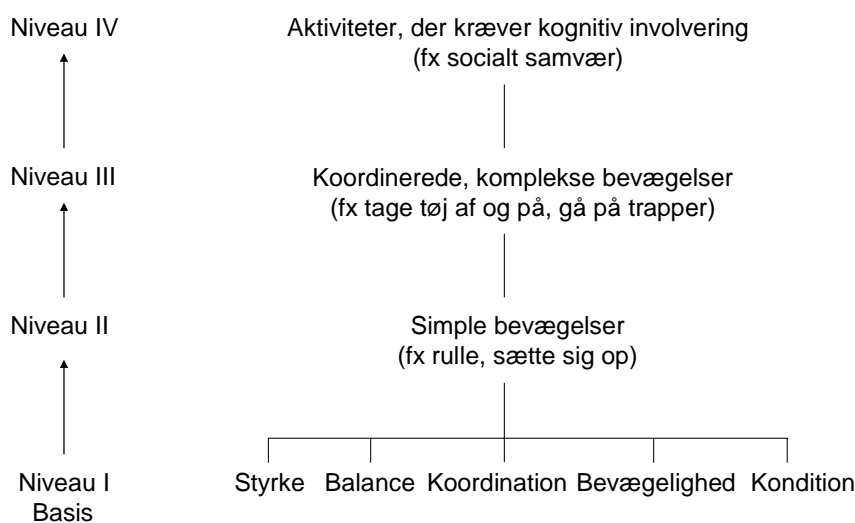 Niveau IV
Aktiviteter, der kræver kognitiv involvering
(fx socialt samvær)
Niveau III
Koordinerede, komplekse bevægelser
(fx tage tøj af og på, gå på trapper)
Niveau II
Simple bevægelser
(fx rulle, sætte sig op)
Niveau I
Basis
Styrke Balance Koordination Bevægelighed Kondition